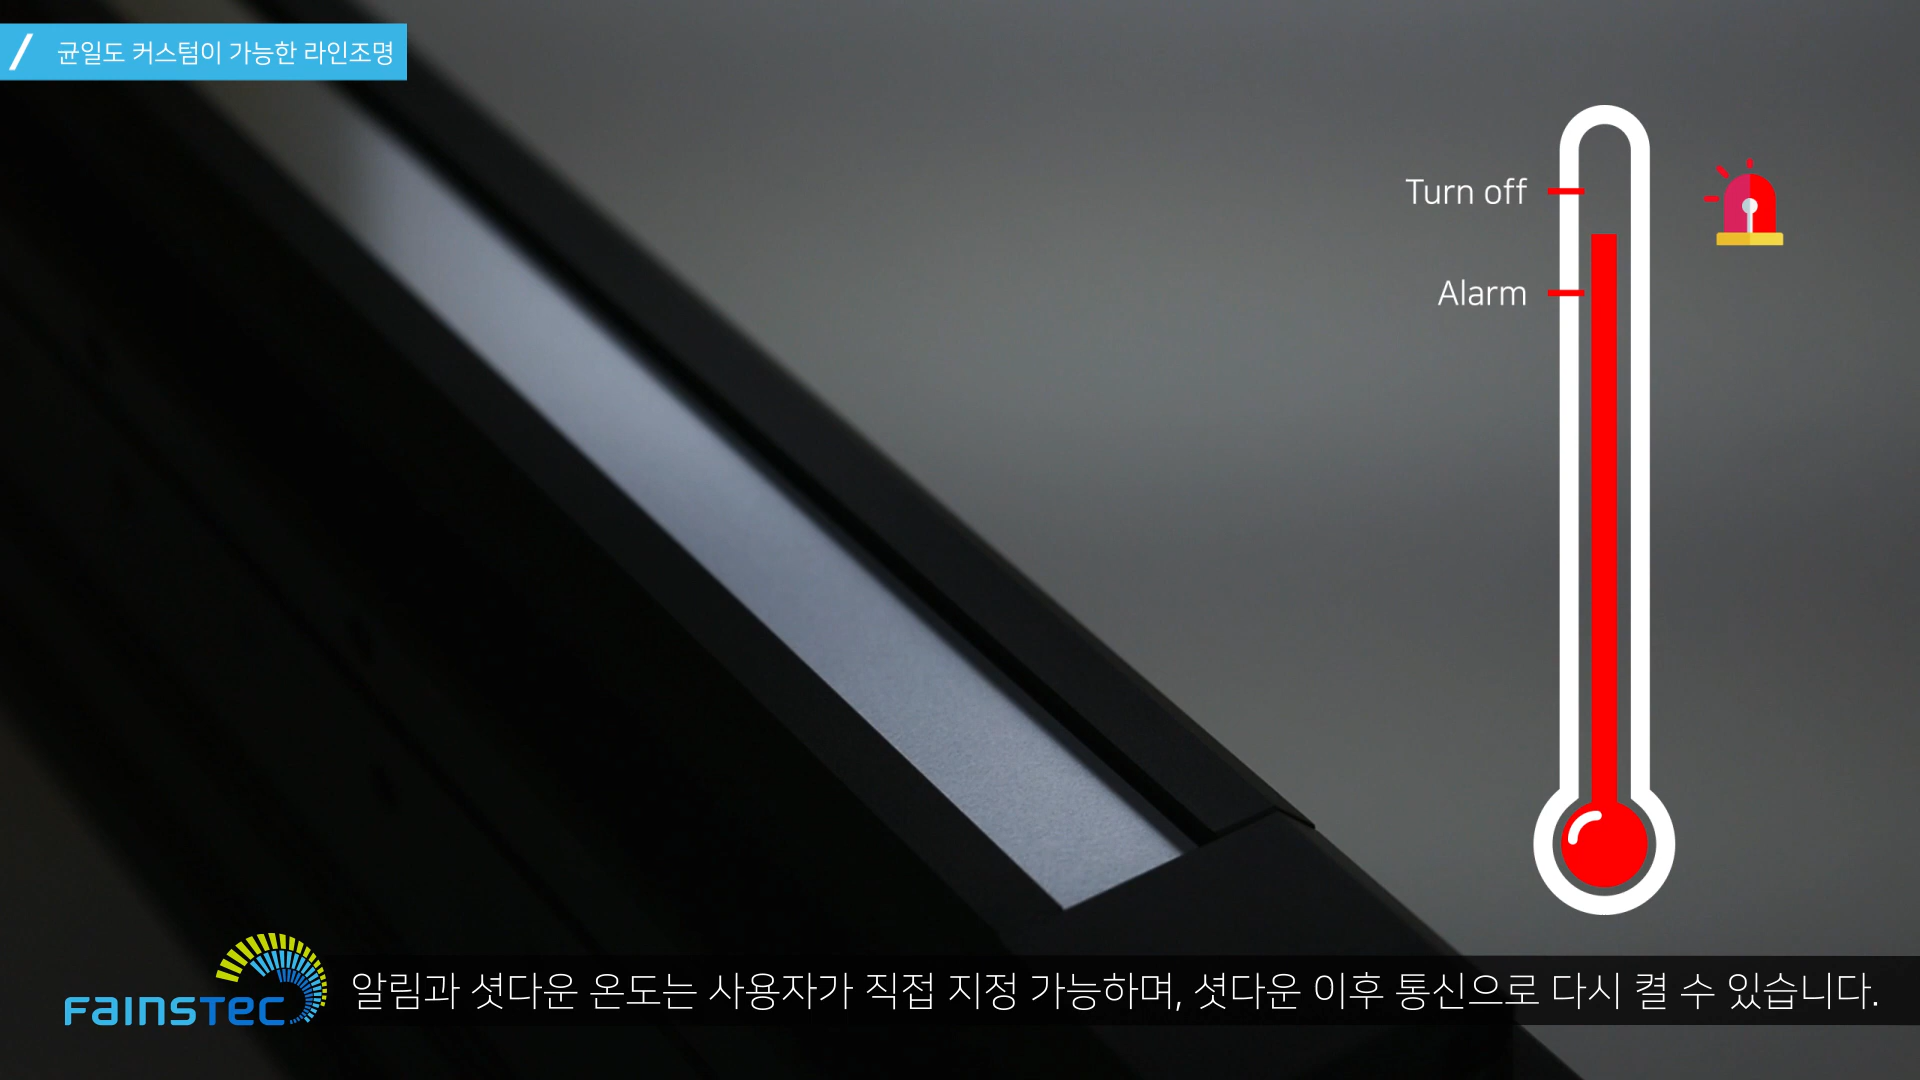 균일도 커스텀이 가능한 라인조명
Turn off
Alarm
FAINSTEC
알림과 셧다운 온도는 사용자가 직접 지정 가능하며, 셧다운 이후 통신으로 다시 켤 수 있습니다.